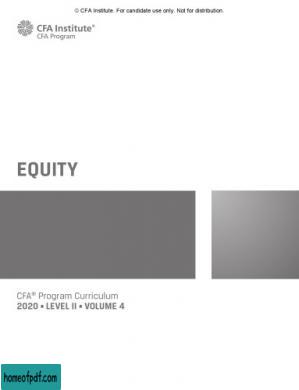 © CFA Institute. For candidate use only. Not for distribution.
CFA Institute®
CFA Program
EQUITY
CFA® Program Curriculum
2020 • LEVEL II • VOLUME 4
homeofpdf.com